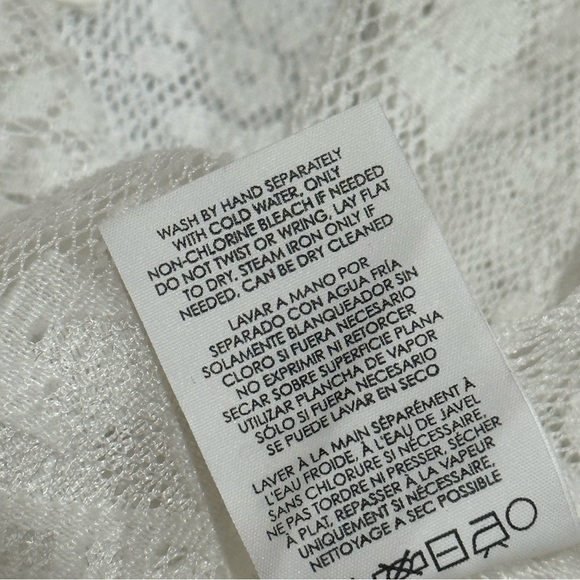 WASH BY HAND SEPARATELY
WITH COLD WATER, ONLY
NON-CHLORINE BLEACH IF NEEDED
DO NOT TWIST OR WRING, LAY FLAT
TO DRY. STEAM IRON ONLY IF
NEEDED, CAN BE DRY CLEANED
LAVAR A MANO POR
SEPARADO CON AGUA FRÍA
SOLAMENTE BLANQUEADOR SIN
CLORO SI FUERA NECESARIO
NO EXPRIMIR NI RETORCER
SECAR SOBRE SUPERFICIE PLANA
UTILIZAR PLANCHA DE VAPOR
SÓLO SI FUERA NECESARIO
SE PUEDE LAVAR EN SECO
LAVER À LA MAIN SÉPARÉMENT À
L'EAU FROIDE, À L'EAU DE JAVEL
SANS CHLORURE SI NÉCESSAIRE,
NE PAS TORDRE NI PRESSER, SÉCHER
À PLAT, REPASSER À LA VAPEUR
UNIQUEMENT SI NÉCESSAIRE,
NETTOYAGE A SEC POSSIBLE